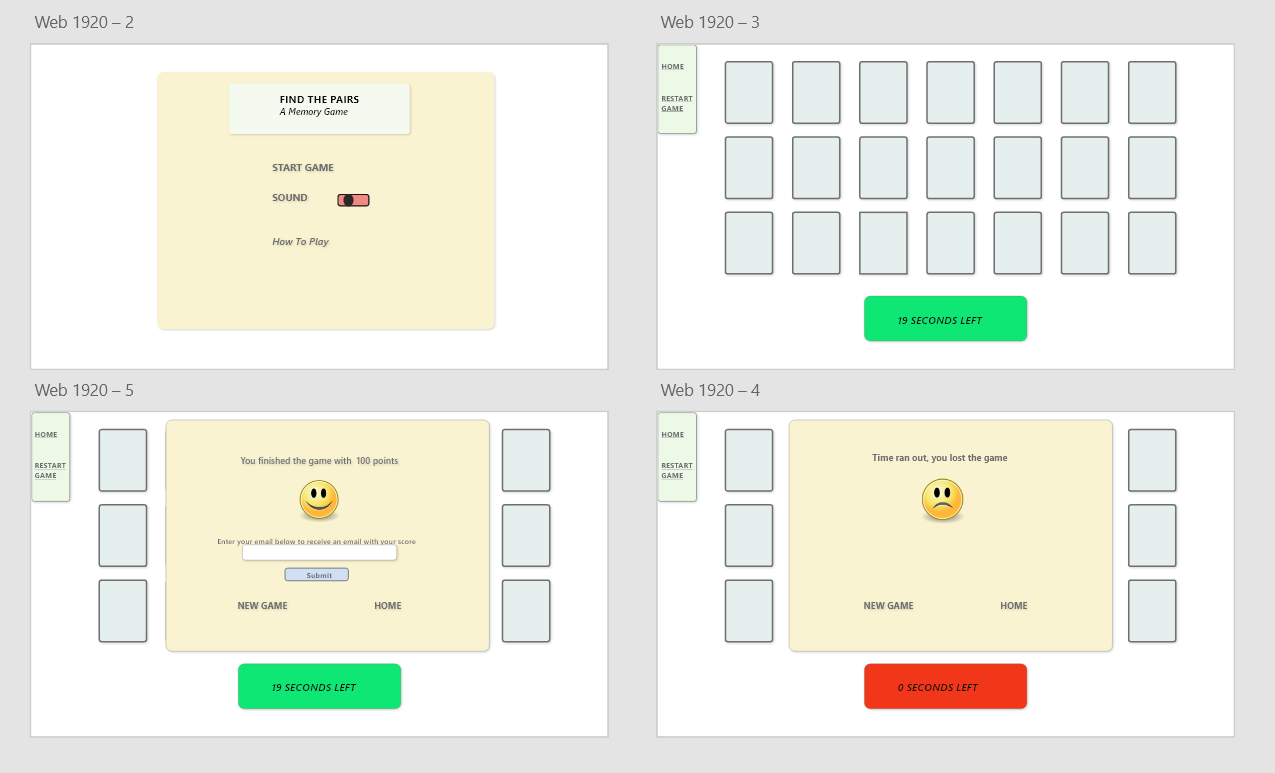 Web 1920 – 2
FIND THE PAIRS
A Memory Game
START GAME
SOUND
How To Play
Web 1920 – 3
HOME
RESTART
GAME
19 SECONDS LEFT
Web 1920 – 5
HOME
RESTART
GAME
You finished the game with 100 points
Enter your email below to receive an email with your score
Submit
NEW GAME HOME
19 SECONDS LEFT
Web 1920 – 4
HOME
RESTART
GAME
Time ran out, you lost the game
NEW GAME HOME
0 SECONDS LEFT